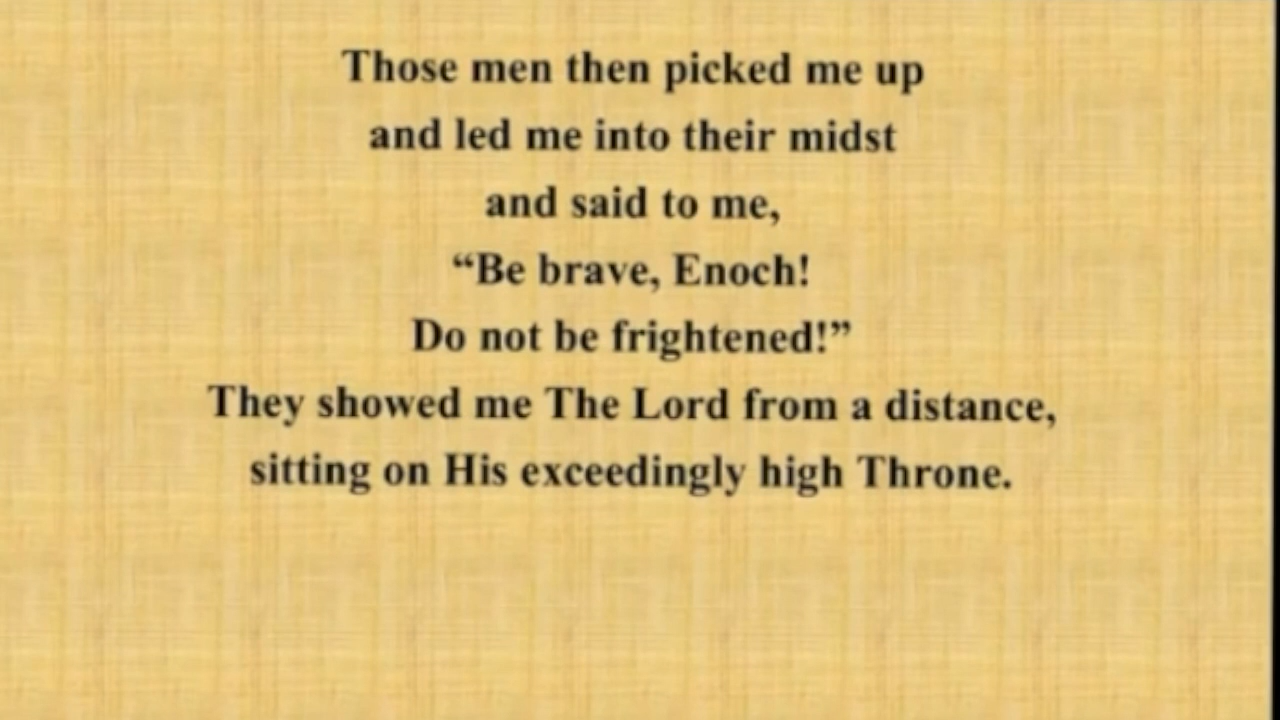 Those men then picked me up
and led me into their midst
and said to me,
“Be brave, Enoch!
Do not be frightened!”
They showed me The Lord from a distance,
sitting on His exceedingly high Throne.